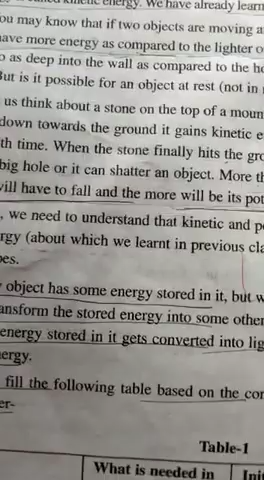 kinetic energy. We have already learn
ou may know that if two objects are moving a
have more energy as compared to the lighter o
o as deep into the wall as compared to the he
But is it possible for an object at rest (not in
us think about a stone on the top of a moun
down towards the ground it gains kinetic e
th time. When the stone finally hits the gro
big hole or it can shatter an object. More th
will have to fall and the more will be its pot
, we need to understand that kinetic and p
rgy (about which we learnt in previous cla
pes.
object has some energy stored in it, but w
ansform the stored energy into some other
energy stored in it gets converted into lig
ergy.
fill the following table based on the con
er-
Table-1
What is needed in
Init